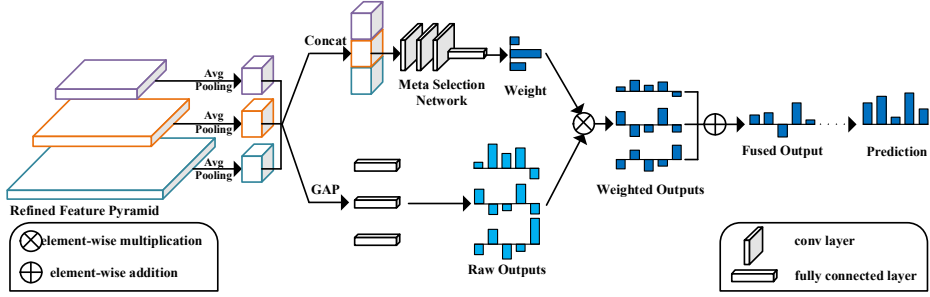 Avg
Pooling
Avg
Pooling
Avg
Pooling
Refined Feature Pyramid
Concat
Meta Selection
Network
Weight
GAP
Raw Outputs
Weighted Outputs
Fused Output
Prediction
element-wise multiplication
element-wise addition
conv layer
fully connected layer